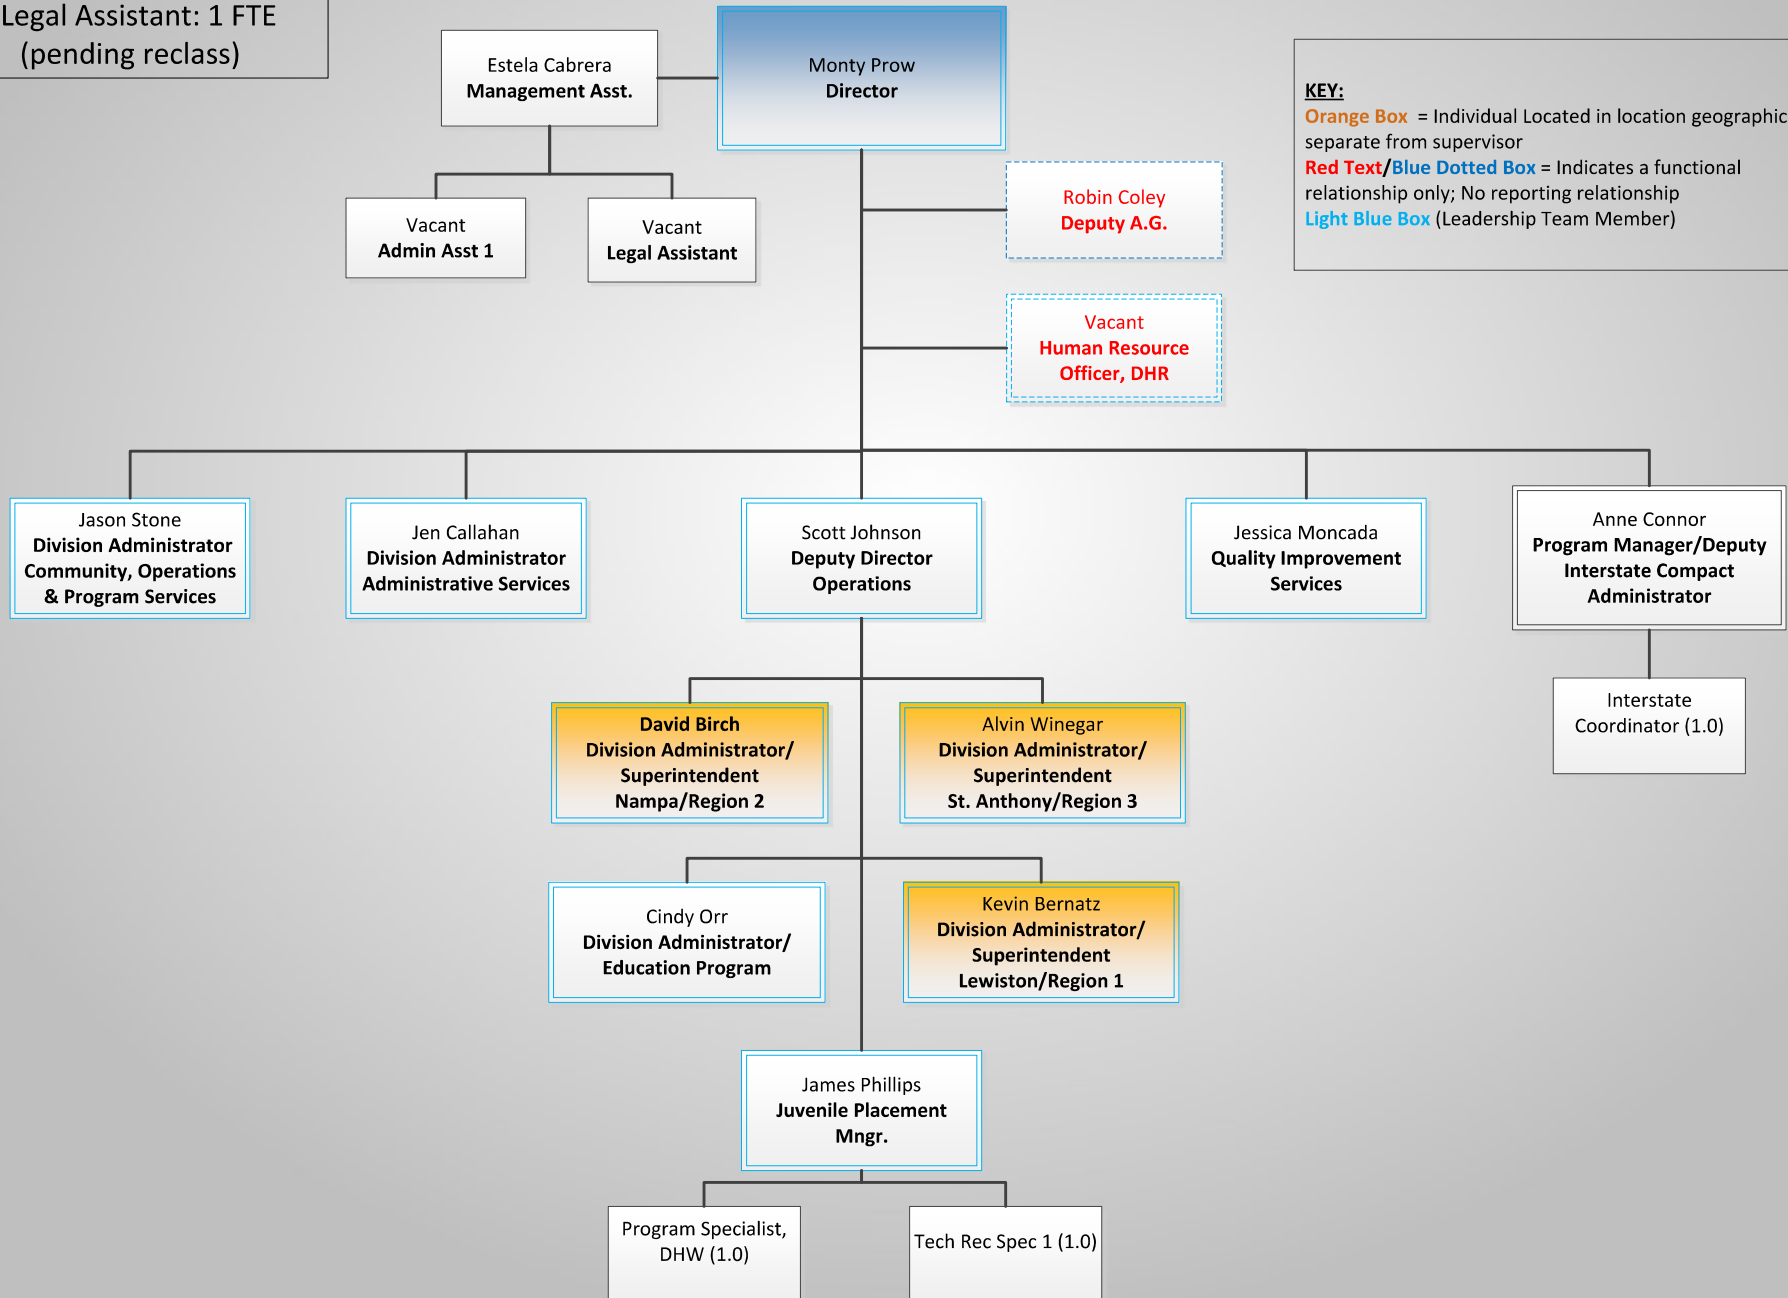 Legal Assistant: 1 FTE
(pending reclass)
Estela Cabrera
Management Asst.
Monty Prow
Director
KEY:
Orange Box = Individual Located in location geographic
separate from supervisor
Red Text/Blue Dotted Box = Indicates a functional
relationship only; No reporting relationship
Light Blue Box (Leadership Team Member)
Vacant
Admin Asst 1
Vacant
Legal Assistant
Robin Coley
Deputy A.G.
Vacant
Human Resource
Officer, DHR
Jason Stone
Division Administrator
Community, Operations
& Program Services
Jen Callahan
Division Administrator
Administrative Services
Scott Johnson
Deputy Director
Operations
Jessica Moncada
Quality Improvement
Services
Anne Connor
Program Manager/Deputy
Interstate Compact
Administrator
Interstate
Coordinator (1.0)
David Birch
Division Administrator/
Superintendent
Nampa/Region 2
Alvin Winegar
Division Administrator/
Superintendent
St. Anthony/Region 3
Cindy Orr
Division Administrator/
Education Program
Kevin Bernatz
Division Administrator/
Superintendent
Lewiston/Region 1
James Phillips
Juvenile Placement
Mngr.
Program Specialist,
DHW (1.0)
Tech Rec Spec 1 (1.0)